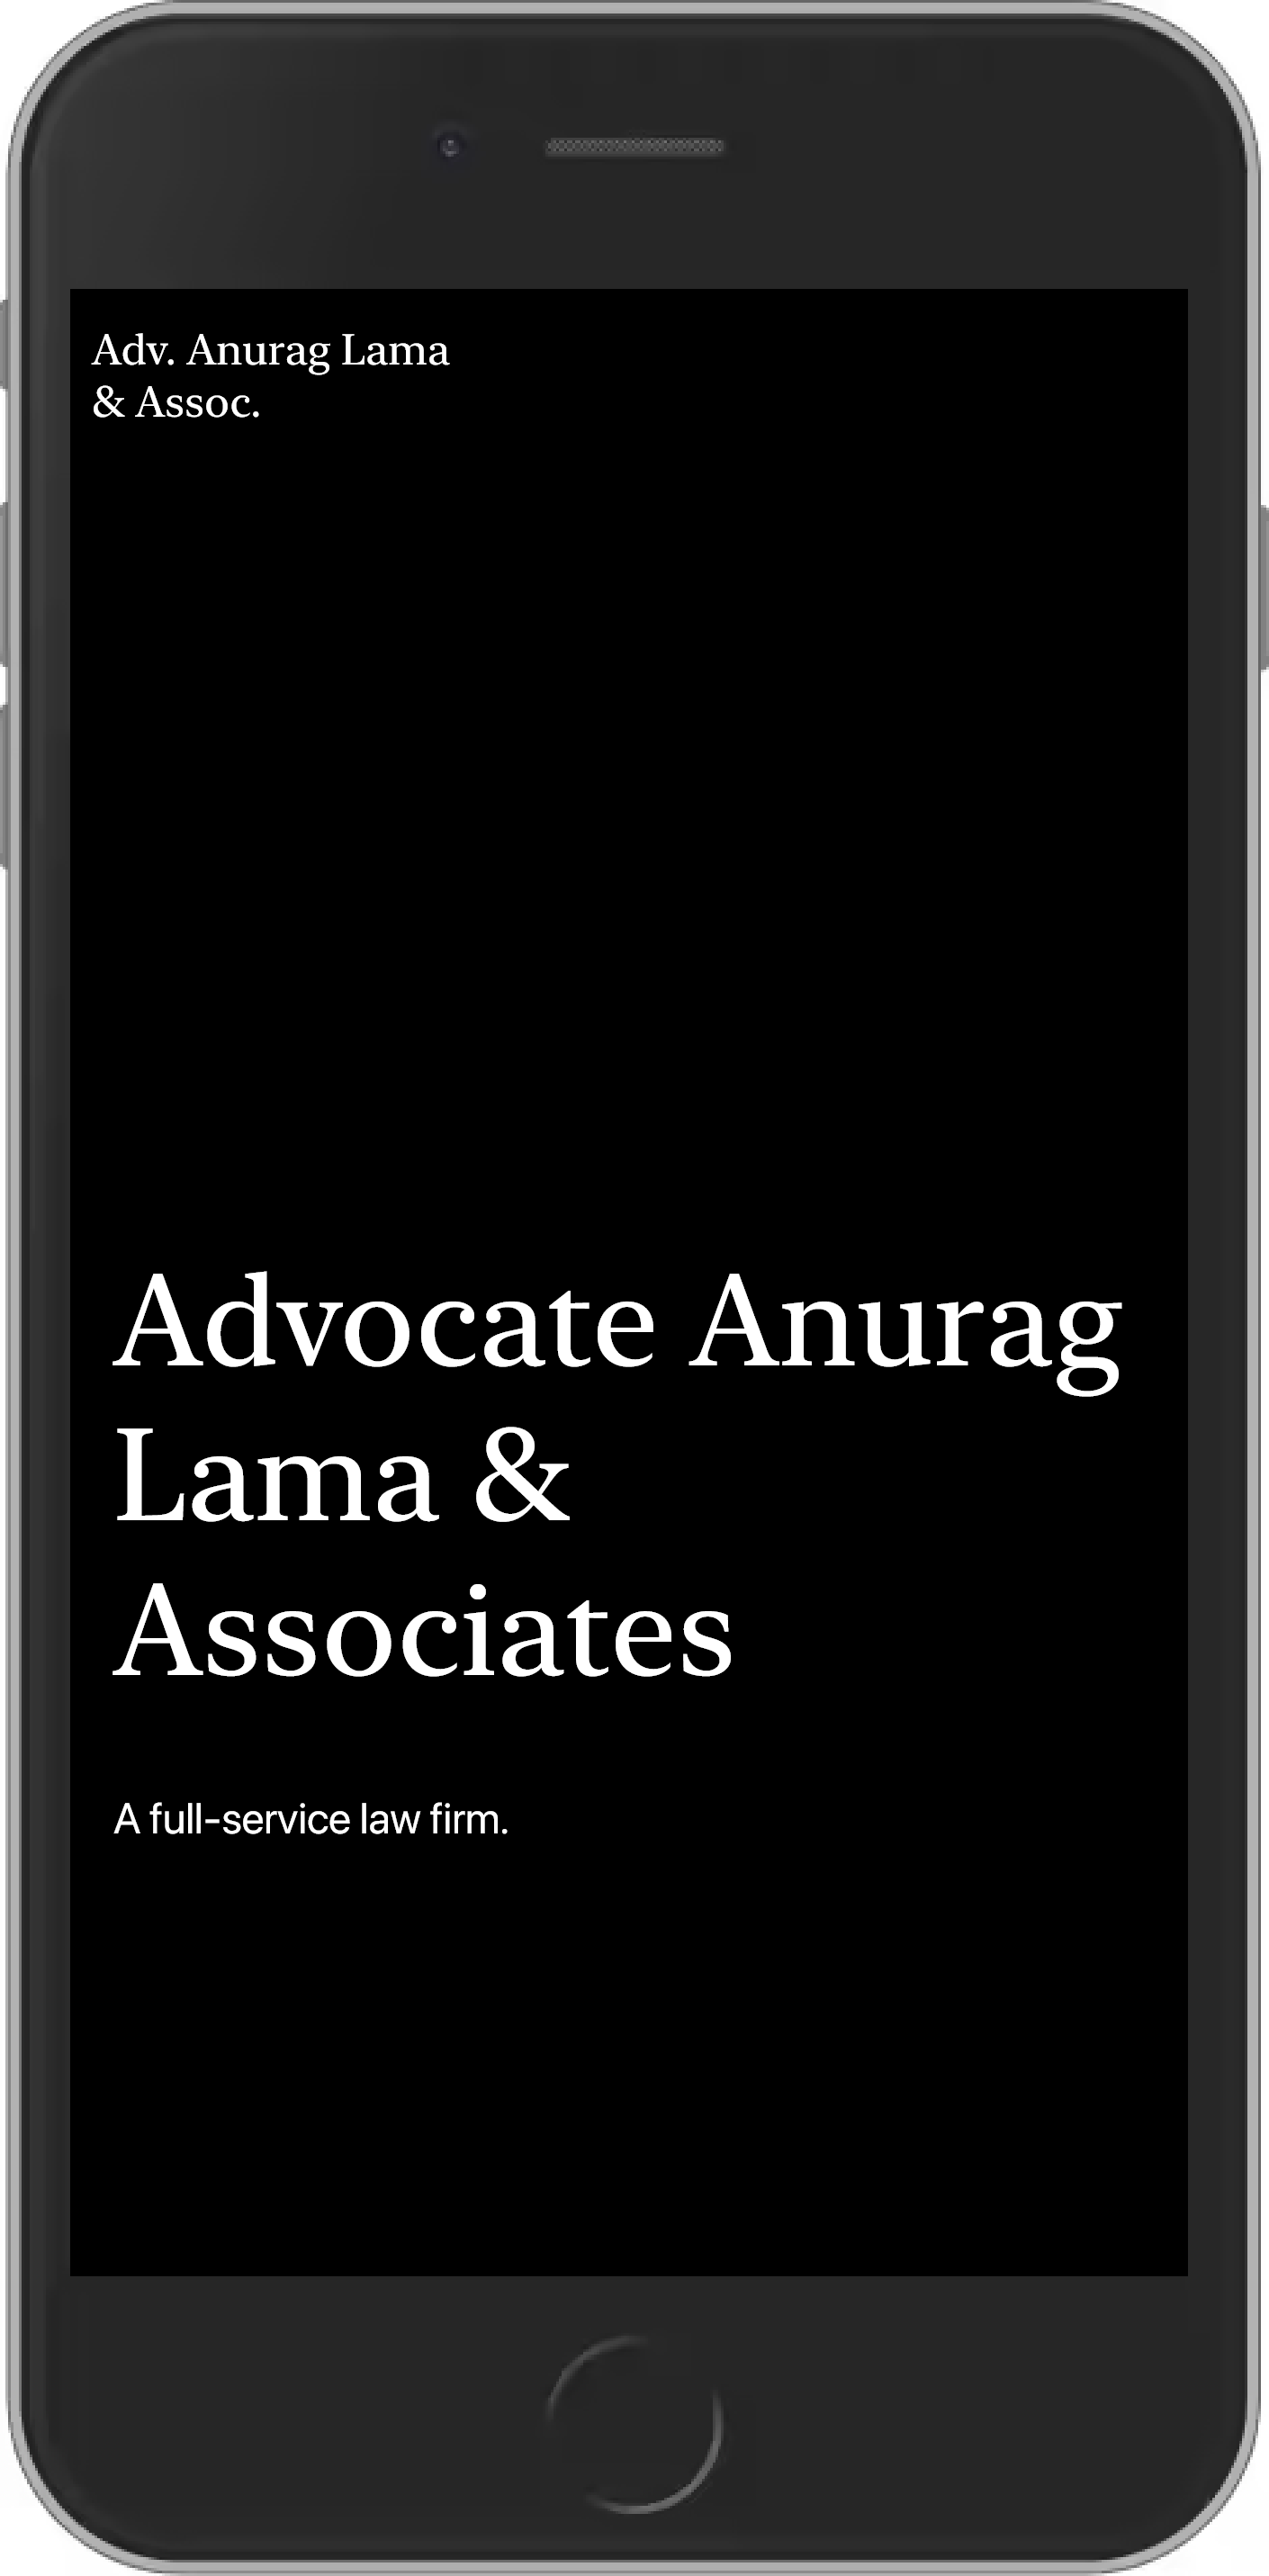 Adv. Anurag Lama
& Assoc.
Advocate Anurag
Lama &
Associates
A full-service law firm.